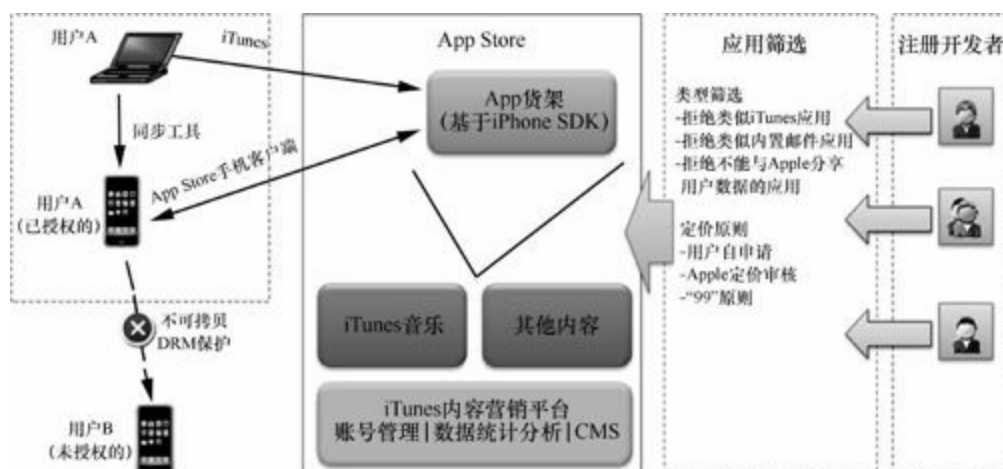 用户A
iTunes
同步工具
App Store手机客户端
用户A
(已授权的)
不可拷贝
DRM保护
用户B
(未授权的)
App Store
App货架
(基于iPhone SDK)
iTunes音乐
其他内容
iTunes内容营销平台
账号管理|数据统计分析|CMS
应用筛选
类型筛选
-拒绝类似iTunes应用
-拒绝类似内置邮件应用
-拒绝不能与Apple分享
用户数据的应用
定价原则
-用户自申请
-Apple定价审核
-“99”原则
注册开发者